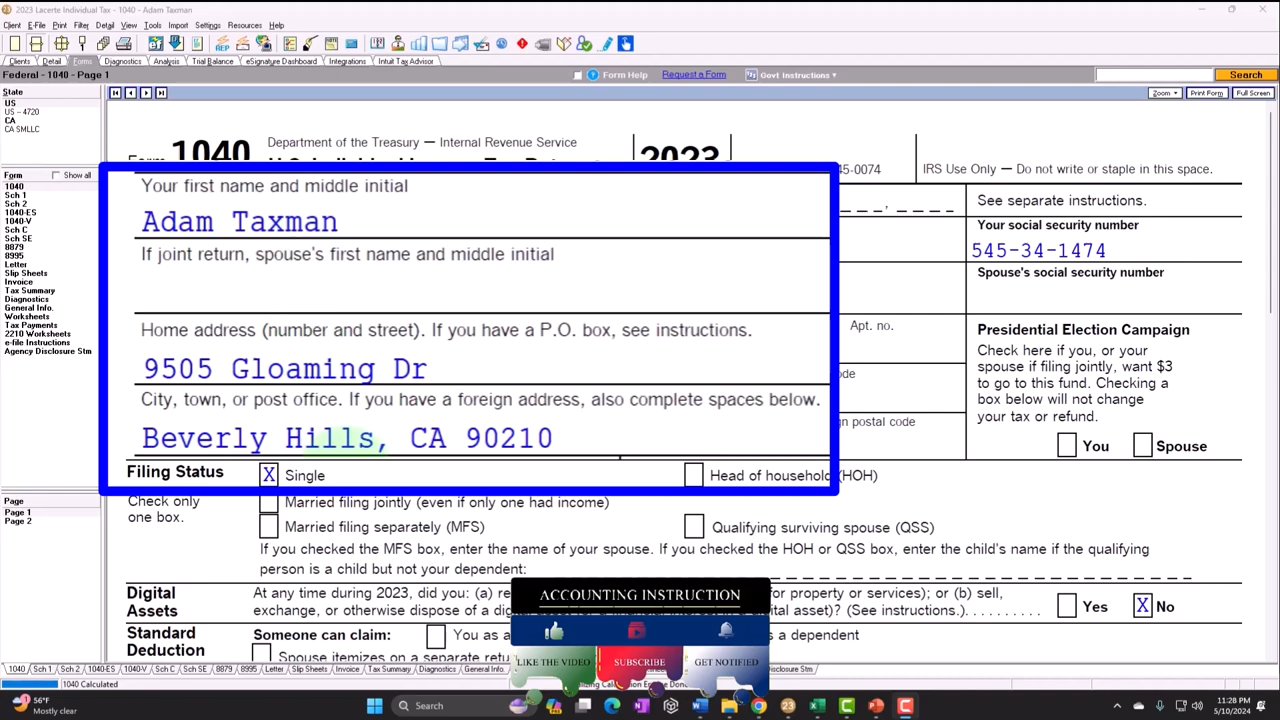 2023 Lacerte Individual Tax - 1040 - Adam Taxman
Client E-File Print Filter Detail View Tools Import Settings Resources Help
Clients Detail Forms Diagnostics Analysis Trial Balance eSignature Dashboard Integrations Intuit Tax Advisor
Federal - 1040 - Page 1
Form Help Request a Form Govt Instructions Search
State
US
US - 4720
CA
CA SMLLC
Zoom Print Form Full Screen
Form Show all
1040
Sch 1
Sch 2
1040-ES
1040-V
Sch C
Sch SE
8879
8995
Letter
Slip Sheets
Invoice
Tax Summary
Diagnostics
General Info.
Worksheets
Tax Payments
2210 Worksheets
e-file Instructions
Agency Disclosure Stm
Page
Page 1
Page 2
Form 1040 Department of the Treasury — Internal Revenue Service
2023
45-0074
IRS Use Only — Do not write or staple in this space.
See separate instructions.
Your first name and middle initial
Your social security number
Adam Taxman
545-34-1474
If joint return, spouse's first name and middle initial
Spouse's social security number
Home address (number and street). If you have a P.O. box, see instructions.
Apt. no.
9505 Gloaming Dr
City, town, or post office. If you have a foreign address, also complete spaces below.
Beverly Hills, CA 90210
Presidential Election Campaign
Check here if you, or your
spouse if filing jointly, want $3
to go to this fund. Checking a
box below will not change
your tax or refund.
You Spouse
Filing Status
Check only
one box.
X Single
Head of household (HOH)
Married filing jointly (even if only one had income)
Married filing separately (MFS)
Qualifying surviving spouse (QSS)
If you checked the MFS box, enter the name of your spouse. If you checked the HOH or QSS box, enter the child's name if the qualifying
person is a child but not your dependent:
Digital
Assets
At any time during 2023, did you: (a) re for property or services); or (b) sell,
exchange, or otherwise dispose of a digital asset (or a financial interest in a digital asset)? (See instructions.)
Yes X No
Standard
Deduction
Someone can claim: You as a dependent
Spouse itemizes on a separate retu
ACCOUNTING INSTRUCTION
LIKE THE VIDEO SUBSCRIBE GET NOTIFIED
1040 Sch 1 Sch 2 1040-ES 1040-V Sch C Sch SE 8879 8995 Letter Slip Sheets Invoice Tax Summary Diagnostics General Info.
1040 Calculated
56°F
Mostly clear
Search
11:28 PM
5/10/2024